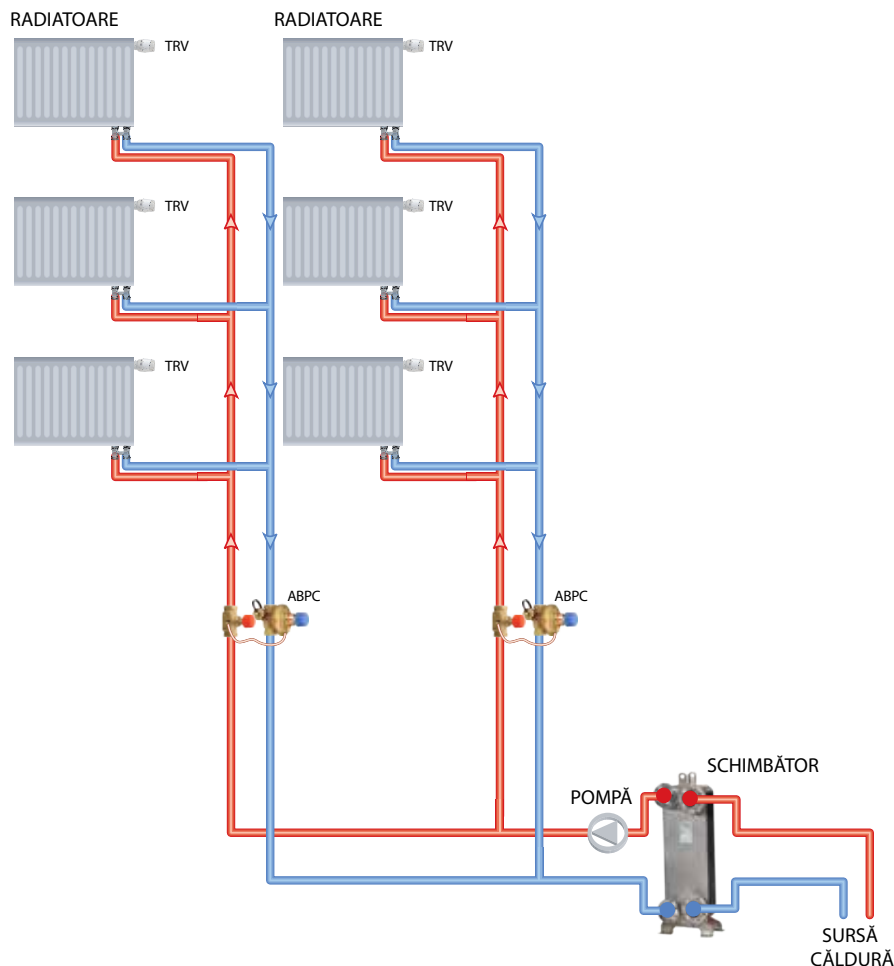 RADIATOARE
RADIATOARE
TRV
TRV
TRV
TRV
TRV
TRV
ABPC
ABPC
SCHIMBĂTOR
POMPĂ
SURSĂ
CĂLDURĂ